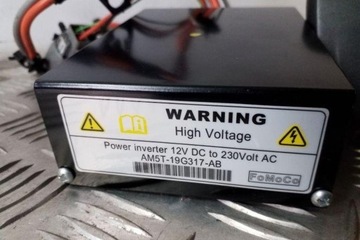 WARNING
High Voltage
Power inverter 12V DC to 230Volt AC
AM5T-19G317-AB
FoMoCo